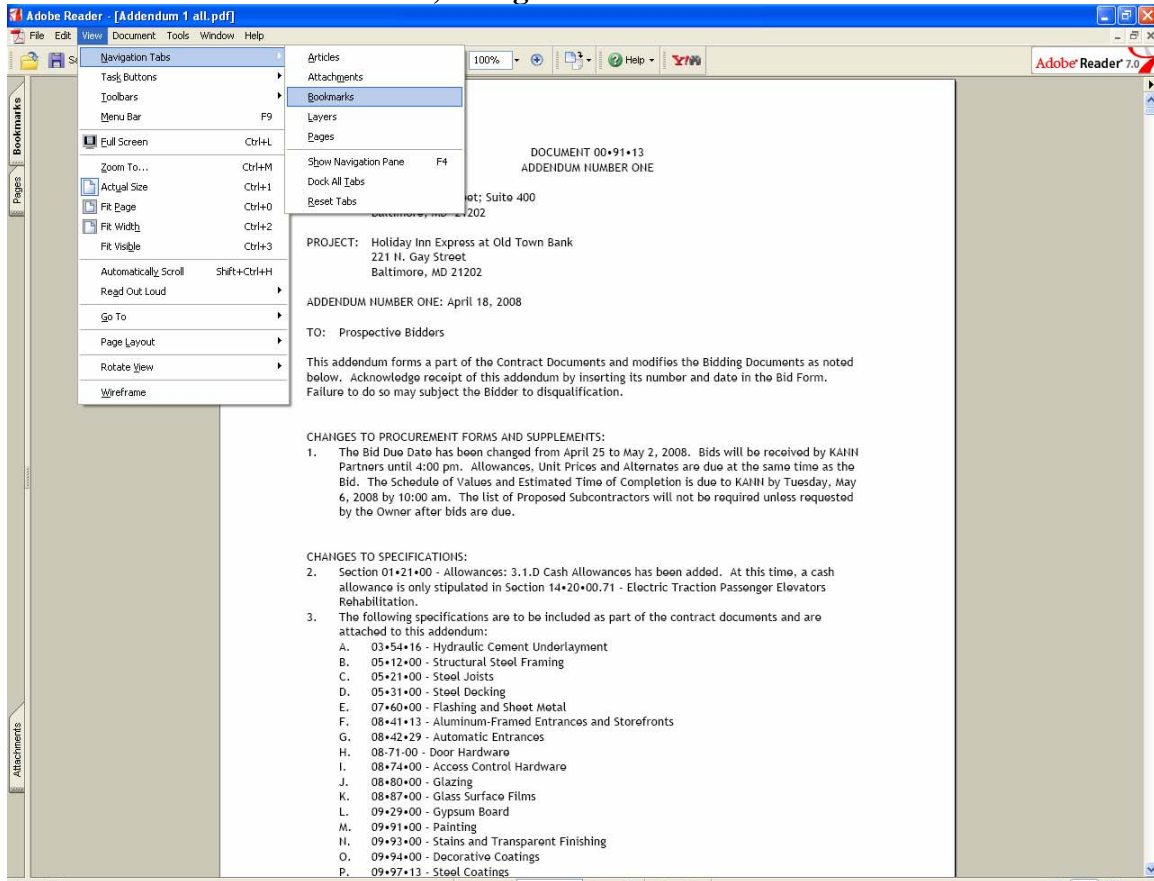 Adobe Reader - [Addendum 1 all.pdf]
File Edit View Document Tools Window Help
100% Help Y!
Adobe Reader 7.0
Navigation Tabs
Task Buttons
Toolbars
Menu Bar F9
Full Screen Ctrl+L
Zoom To... Ctrl+M
Actual Size Ctrl+1
Fit Page Ctrl+0
Fit Width Ctrl+2
Fit Visible Ctrl+3
Automatically Scroll Shift+Ctrl+H
Read Out Loud
Go To
Page Layout
Rotate View
Wireframe
Articles
Attachments
Bookmarks
Layers
Pages
Show Navigation Pane F4
Dock All Tabs
Reset Tabs
Bookmarks
Pages
Attachments
DOCUMENT 00•91•13
ADDENDUM NUMBER ONE
Suite 400
PROJECT: Holiday Inn Express at Old Town Bank
221 N. Gay Street
Baltimore, MD 21202
ADDENDUM NUMBER ONE: April 18, 2008
TO: Prospective Bidders
This addendum forms a part of the Contract Documents and modifies the Bidding Documents as noted
below. Acknowledge receipt of this addendum by inserting its number and date in the Bid Form.
Failure to do so may subject the Bidder to disqualification.
CHANGES TO PROCUREMENT FORMS AND SUPPLEMENTS:
1. The Bid Due Date has been changed from April 25 to May 2, 2008. Bids will be received by KANN
Partners until 4:00 pm. Allowances, Unit Prices and Alternates are due at the same time as the
Bid. The Schedule of Values and Estimated Time of Completion is due to KANN by Tuesday, May
6, 2008 by 10:00 am. The list of Proposed Subcontractors will not be required unless requested
by the Owner after bids are due.
CHANGES TO SPECIFICATIONS:
2. Section 01•21•00 - Allowances: 3.1.D Cash Allowances has been added. At this time, a cash
allowance is only stipulated in Section 14•20•00.71 - Electric Traction Passenger Elevators
Rehabilitation.
3. The following specifications are to be included as part of the contract documents and are
attached to this addendum:
A. 03•54•16 - Hydraulic Cement Underlayment
B. 05•12•00 - Structural Steel Framing
C. 05•21•00 - Steel Joists
D. 05•31•00 - Steel Decking
E. 07•60•00 - Flashing and Sheet Metal
F. 08•41•13 - Aluminum-Framed Entrances and Storefronts
G. 08•42•29 - Automatic Entrances
H. 08-71-00 - Door Hardware
I. 08•74•00 - Access Control Hardware
J. 08•80•00 - Glazing
K. 08•87•00 - Glass Surface Films
L. 09•29•00 - Gypsum Board
M. 09•91•00 - Painting
N. 09•93•00 - Stains and Transparent Finishing
O. 09•94•00 - Decorative Coatings
P. 09•97•13 - Steel Coatings